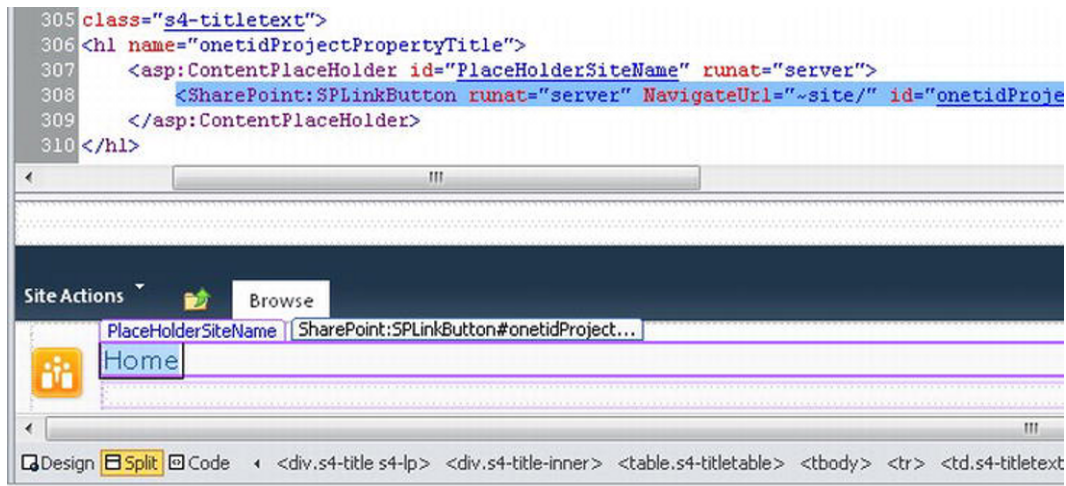 305 class="s4-titletext">
306 <h1 name="onetidProjectPropertyTitle">
307 <asp:ContentPlaceHolder id="PlaceHolderSiteName" runat="server">
308 <SharePoint:SPLinkButton runat="server" NavigateUrl="~site/" id="onetidProje
309 </asp:ContentPlaceHolder>
310 </h1>
Site Actions Browse
PlaceHolderSiteName SharePoint:SPLinkButton#onetidProject...
Home
Design Split Code <div.s4-title s4-lp> <div.s4-title-inner> <table.s4-titletable> <tbody> <tr> <td.s4-titletext